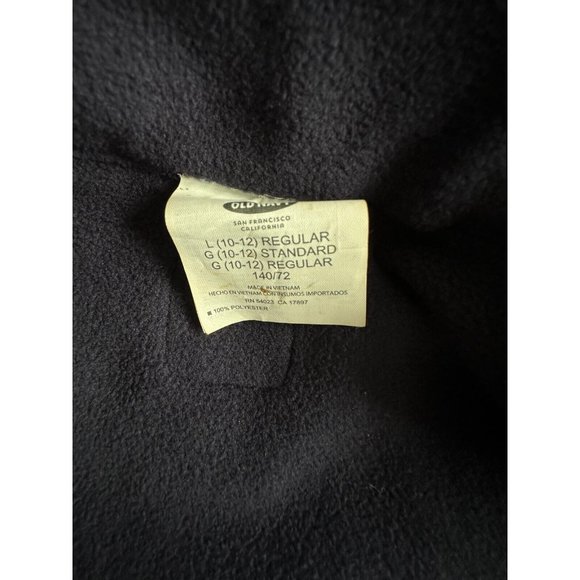 OLD NAVY
SAN FRANCISCO
CALIFORNIA
L (10-12) REGULAR
G (10-12) STANDARD
G (10-12) REGULAR
140/72
MADE IN VIETNAM
HECHO EN VIETNAM CON INSUMOS IMPORTADOS
RN 54023 CA 17897
100% POLYESTER